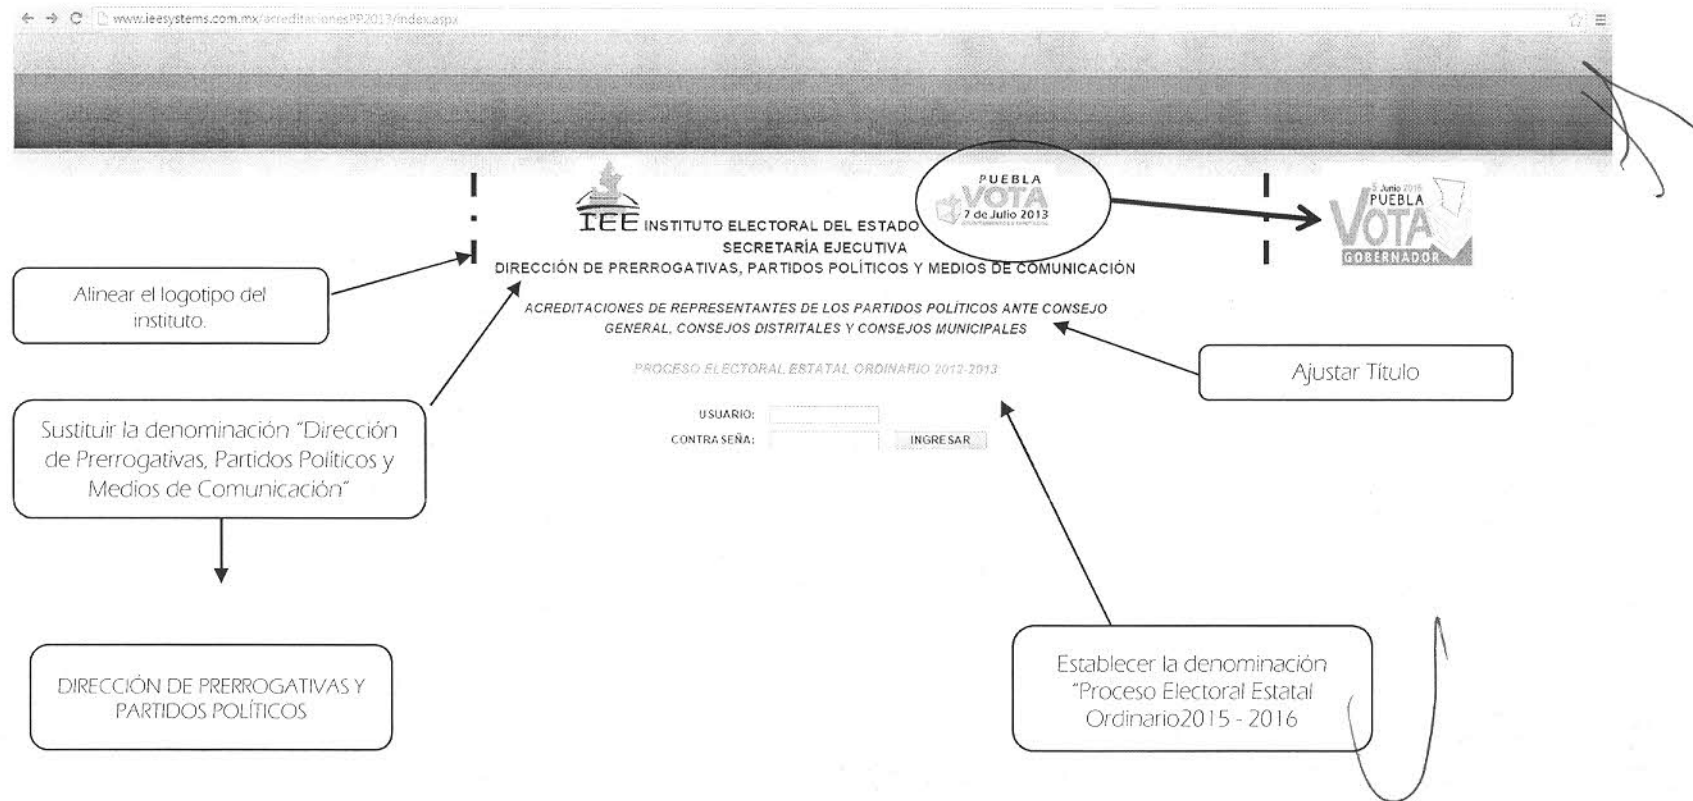 www.ieesystems.com.mx/acreditacionesPP2013/index.aspx
PUEBLA
VOTA
7 de Julio 2013
5 Junio 2016
PUEBLA
VOTA
GOBERNADOR
IEE INSTITUTO ELECTORAL DEL ESTADO
SECRETARÍA EJECUTIVA
DIRECCIÓN DE PRERROGATIVAS, PARTIDOS POLÍTICOS Y MEDIOS DE COMUNICACIÓN
Alinear el logotipo del
instituto.
ACREDITACIONES DE REPRESENTANTES DE LOS PARTIDOS POLÍTICOS ANTE CONSEJO
GENERAL, CONSEJOS DISTRITALES Y CONSEJOS MUNICIPALES
PROCESO ELECTORAL ESTATAL ORDINARIO 2012-2013
Ajustar Título
USUARIO:
CONTRASEÑA:
INGRESAR
Sustituir la denominación "Dirección
de Prerrogativas, Partidos Políticos y
Medios de Comunicación"
DIRECCIÓN DE PRERROGATIVAS Y
PARTIDOS POLÍTICOS
Establecer la denominación
"Proceso Electoral Estatal
Ordinario2015 - 2016